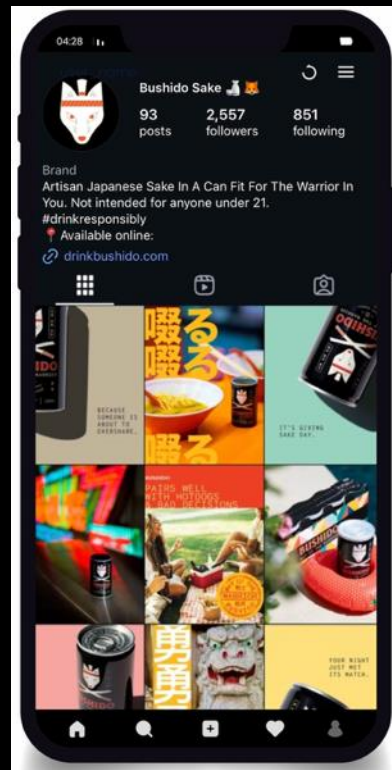 04:28
Bushido Sake
93
2,557
851
posts
followers
following
Brand
Artisan Japanese Sake In A Can Fit For The Warrior In
You. Not intended for anyone under 21.
#drinkresponsibly
Available online:
drinkbushido.com
BECAUSE
SOMEONE IS
ABOUT TO
OVERSHARE.
啜る
啜る
啜る
BUSHIDO
IT'S GIVING
SAKE DAY.
PAIRS WELL
WITH HOTDOGS
& BAD DECISIONS
BUSHIDO
BUSHIDO
YOUR NIGHT
JUST MET
ITS MATCH.